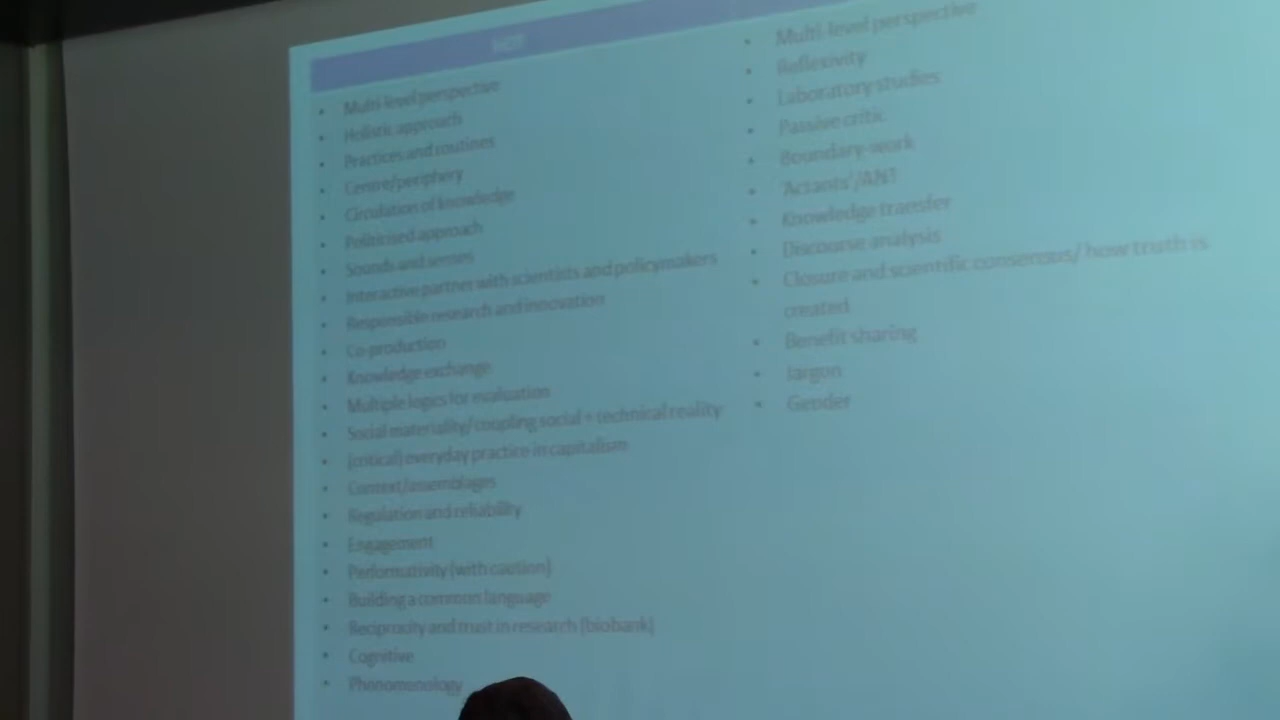 HOT
• Multi-level perspective
• Holistic approach
• Practices and routines
• Centre/periphery
• Circulation of knowledge
• Politinised approach
• Sounds and senses
• Interactive partner with scientists and policymakers
• Responsible research and innovation
• Co-production
• Knowledge exchange
• Multiple logics for evaluation
• Social materiality/ coupling social + technical reality
• (critical) everyday practice in capitalism
• Context/assemblages
• Regulation and reliability
• Engagement
• Performativity (with caution)
• Building a common language
• Reciprocity and trust in research (biobank)
• Cognitive
• Phenomenology
• Multi-level perspective
• Reflexivity
• Laboratory studies
• Passive critic
• Boundary-work
• 'Acsants'/ANT
• Knowledge transfer
• Discourse analysis
• Closure and scientific consensus/ how truth is
created
• Benefit sharing
• Jargon
• Gender